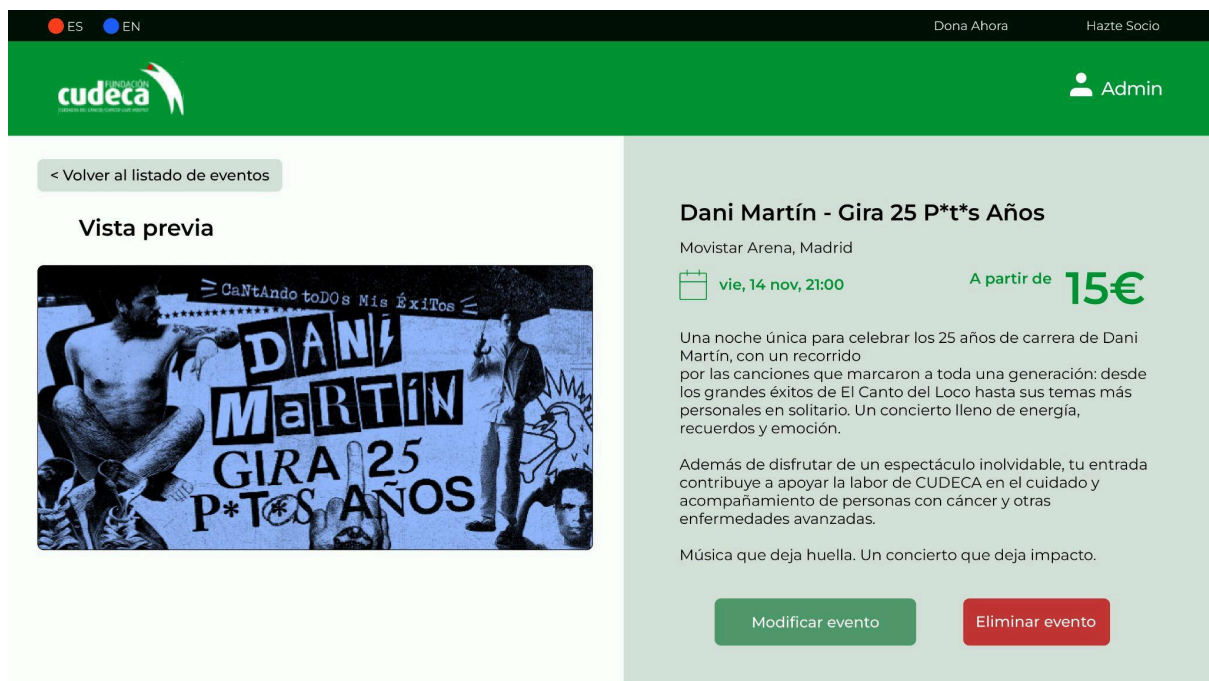 ES
EN
Dona Ahora
Hazte Socio
FUNDACIÓN
cudeca
Admin
< Volver al listado de eventos
Vista previa
CaNtAndo toDOs Mis ÉxiTos
DANi
MaRTíN
GIRA 25
P*T*S AÑOS
Dani Martín - Gira 25 P*t*s Años
Movistar Arena, Madrid
vie, 14 nov, 21:00
A partir de
15€
Una noche única para celebrar los 25 años de carrera de Dani
Martín, con un recorrido
por las canciones que marcaron a toda una generación: desde
los grandes éxitos de El Canto del Loco hasta sus temas más
personales en solitario. Un concierto lleno de energía,
recuerdos y emoción.
Además de disfrutar de un espectáculo inolvidable, tu entrada
contribuye a apoyar la labor de CUDECA en el cuidado y
acompañamiento de personas con cáncer y otras
enfermedades avanzadas.
Música que deja huella. Un concierto que deja impacto.
Modificar evento
Eliminar evento